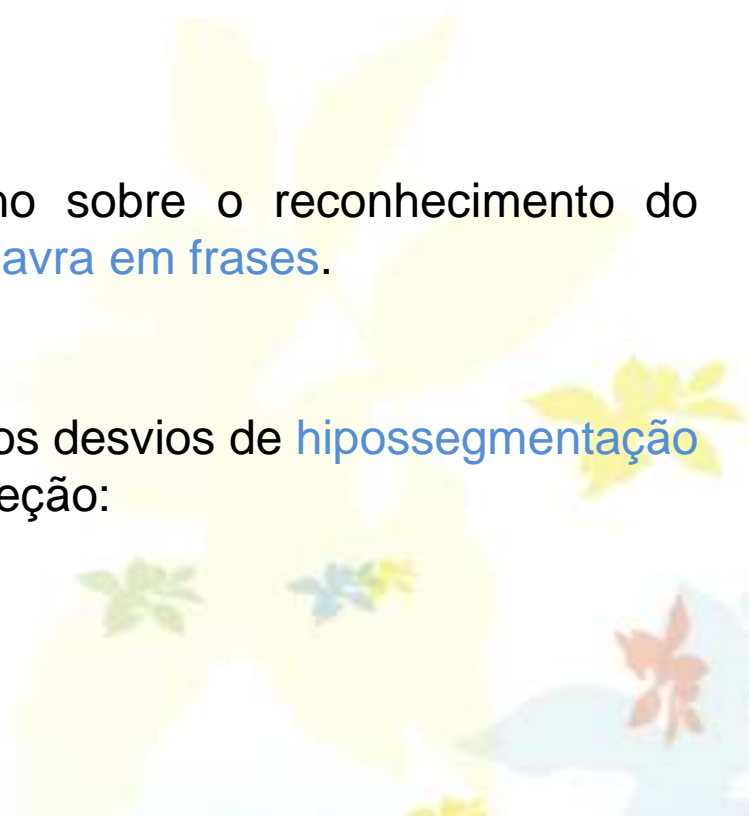 no sobre o reconhecimento do
avra em frases.
os desvios de hipossegmentação
eção: